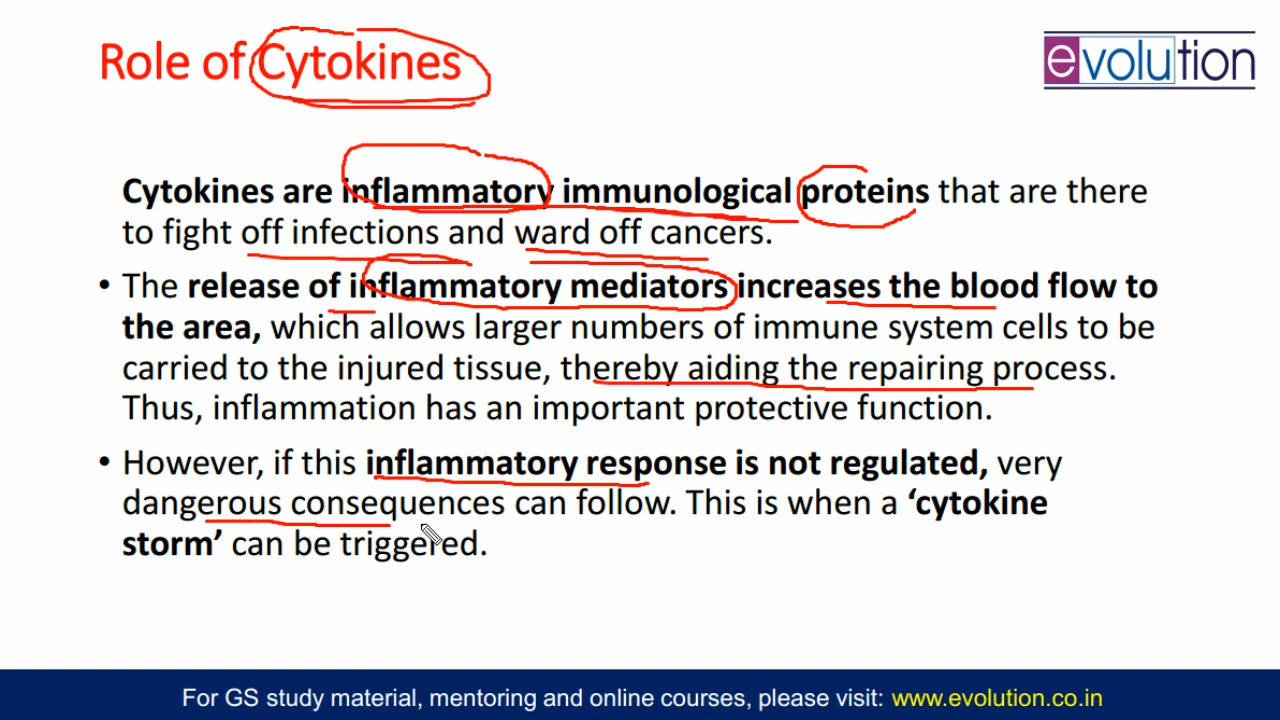 Role of Cytokines
evolution
Cytokines are inflammatory immunological proteins that are there
to fight off infections and ward off cancers.
• The release of inflammatory mediators increases the blood flow to
the area, which allows larger numbers of immune system cells to be
carried to the injured tissue, thereby aiding the repairing process.
Thus, inflammation has an important protective function.
• However, if this inflammatory response is not regulated, very
dangerous consequences can follow. This is when a ‘cytokine
storm’ can be triggered.
For GS study material, mentoring and online courses, please visit: www.evolution.co.in